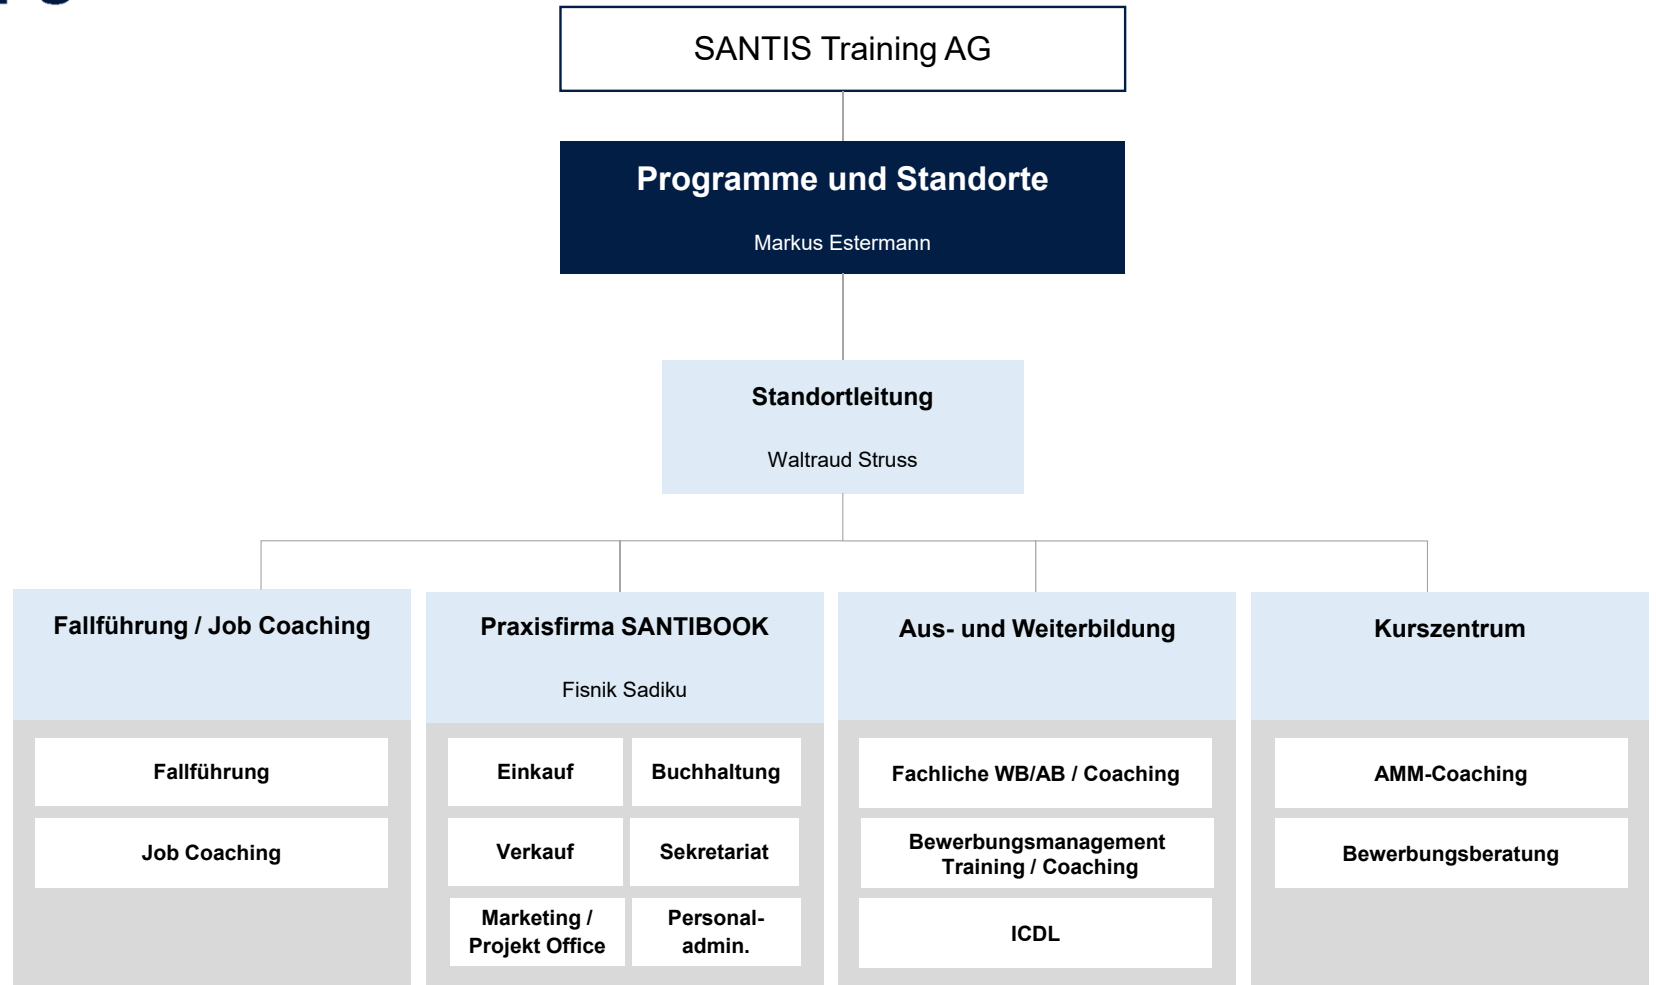 SANTIS Training AG
Programme und Standorte
Markus Estermann
Standortleitung
Waltraud Struss
Fallführung / Job Coaching
Fallführung
Job Coaching
Praxisfirma SANTIBOOK
Fisnik Sadiku
Einkauf
Buchhaltung
Verkauf
Sekretariat
Marketing /
Projekt Office
Personal-
admin.
Aus- und Weiterbildung
Fachliche WB/AB / Coaching
Bewerbungsmanagement
Training / Coaching
ICDL
Kurszentrum
AMM-Coaching
Bewerbungsberatung